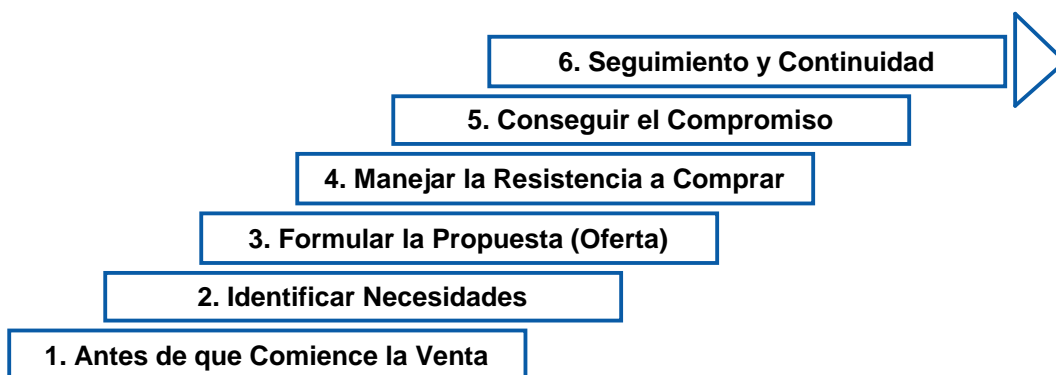 6. Seguimiento y Continuidad
5. Conseguir el Compromiso
4. Manejar la Resistencia a Comprar
3. Formular la Propuesta (Oferta)
2. Identificar Necesidades
1. Antes de que Comience la Venta